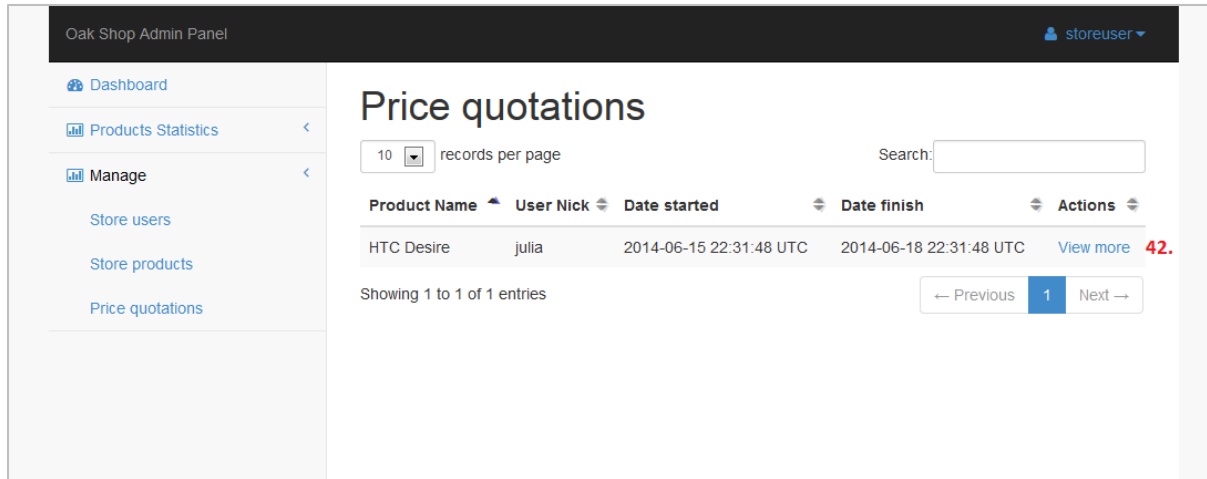 Oak Shop Admin Panel
storeuser
Dashboard
Products Statistics
Manage
Store users
Store products
Price quotations
Price quotations
10 records per page
Search:
Product Name User Nick Date started Date finish Actions
HTC Desire julia 2014-06-15 22:31:48 UTC 2014-06-18 22:31:48 UTC View more 42.
Showing 1 to 1 of 1 entries
← Previous 1 Next →